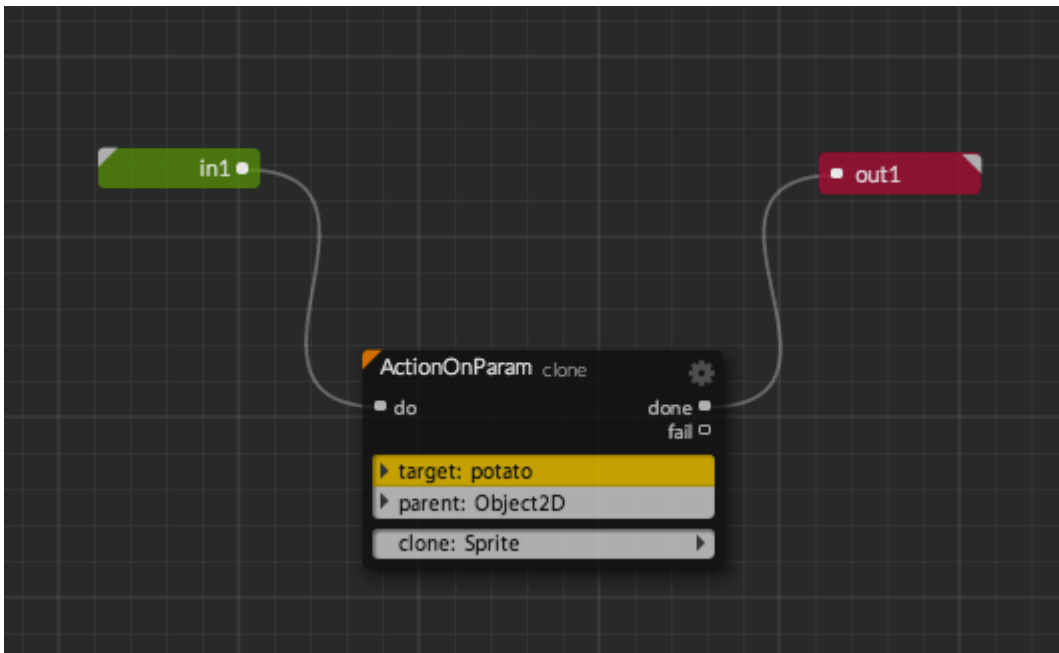 in1
out1
ActionOnParam clone
do
done
fail
target: potato
parent: Object2D
clone: Sprite